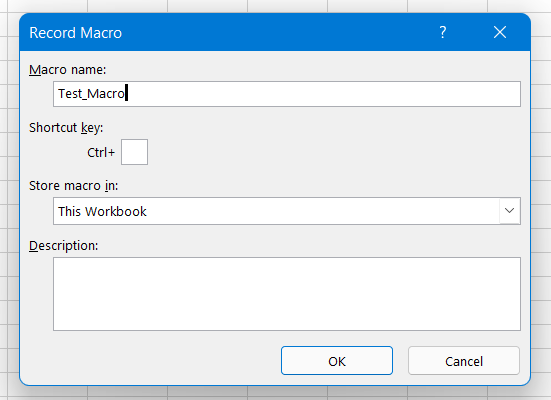 Record Macro ?
Macro name:
Test_Macro
Shortcut key:
Ctrl+
Store macro in:
This Workbook
Description:
OK Cancel